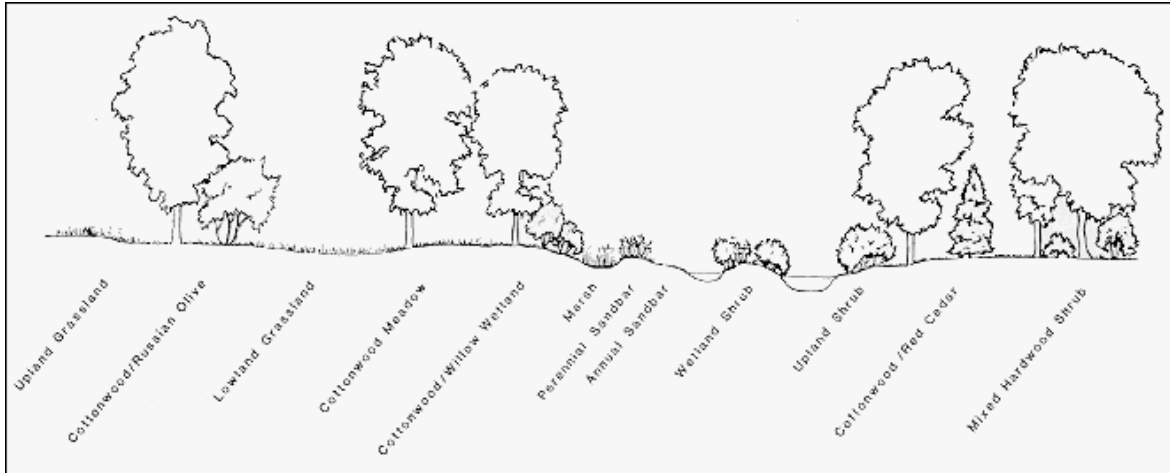 Upland Grassland
Cottonwood/Russian Olive
Lowland Grassland
Cottonwood Meadow
Cottonwood/Willow Wetland
Marsh
Perennial Sandbar
Annual Sandbar
Wetland Shrub
Upland Shrub
Cottonwood/Red Cedar
Mixed Hardwood Shrub